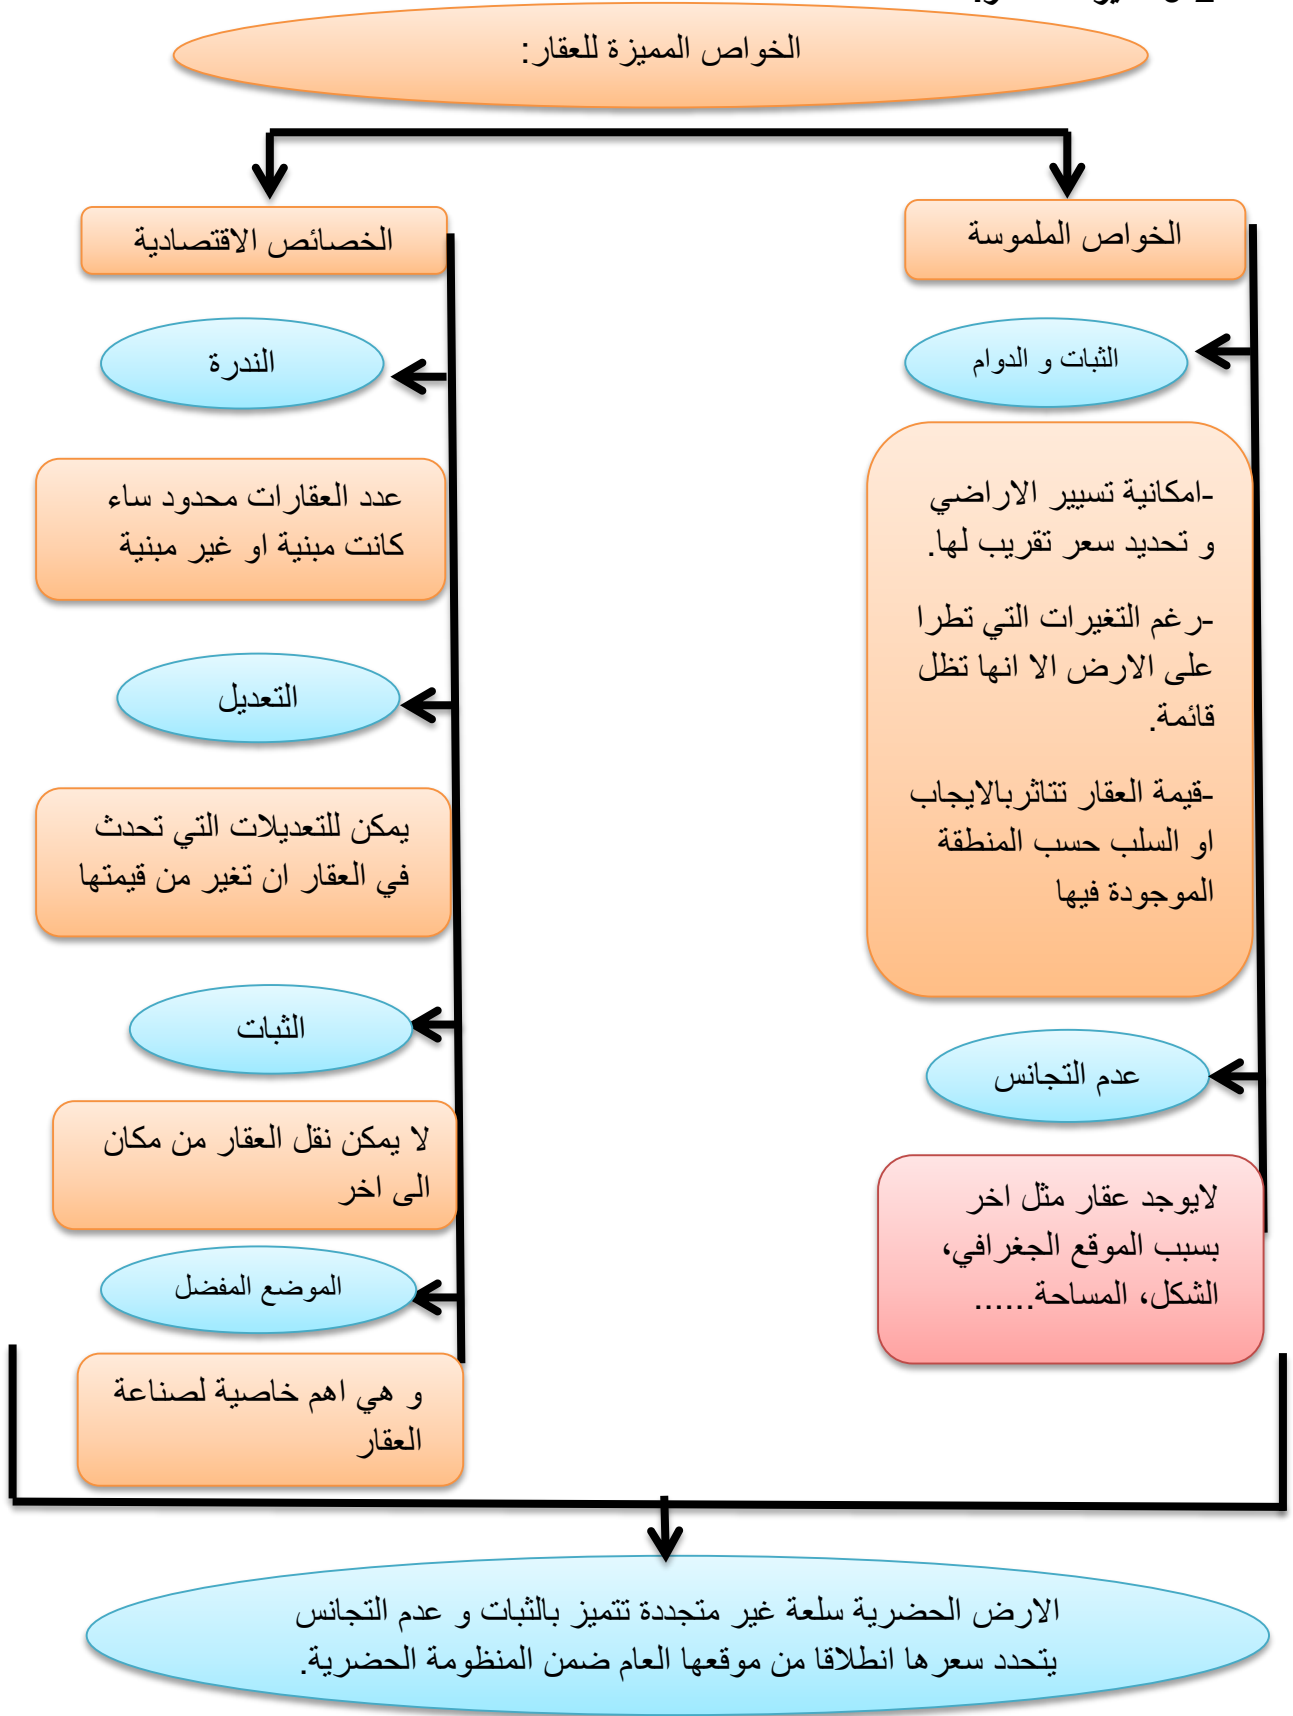 الخواص المميزة للعقار:
الخواص الملموسة
الثبات و الدوام
-امكانية تسيير الاراضي
و تحديد سعر تقريب لها.
-رغم التغيرات التي تطرا
على الارض الا انها تظل
قائمة.
-قيمة العقار تتاثربالايجاب
او السلب حسب المنطقة
الموجودة فيها
عدم التجانس
لايوجد عقار مثل اخر
بسبب الموقع الجغرافي،
الشكل، المساحة......
الخصائص الاقتصادية
الندرة
عدد العقارات محدود ساء
كانت مبنية او غير مبنية
التعديل
يمكن للتعديلات التي تحدث
في العقار ان تغير من قيمتها
الثبات
لا يمكن نقل العقار من مكان
الى اخر
الموضع المفضل
و هي اهم خاصية لصناعة
العقار
الارض الحضرية سلعة غير متجددة تتميز بالثبات و عدم التجانس
يتحدد سعرها انطلاقا من موقعها العام ضمن المنظومة الحضرية.